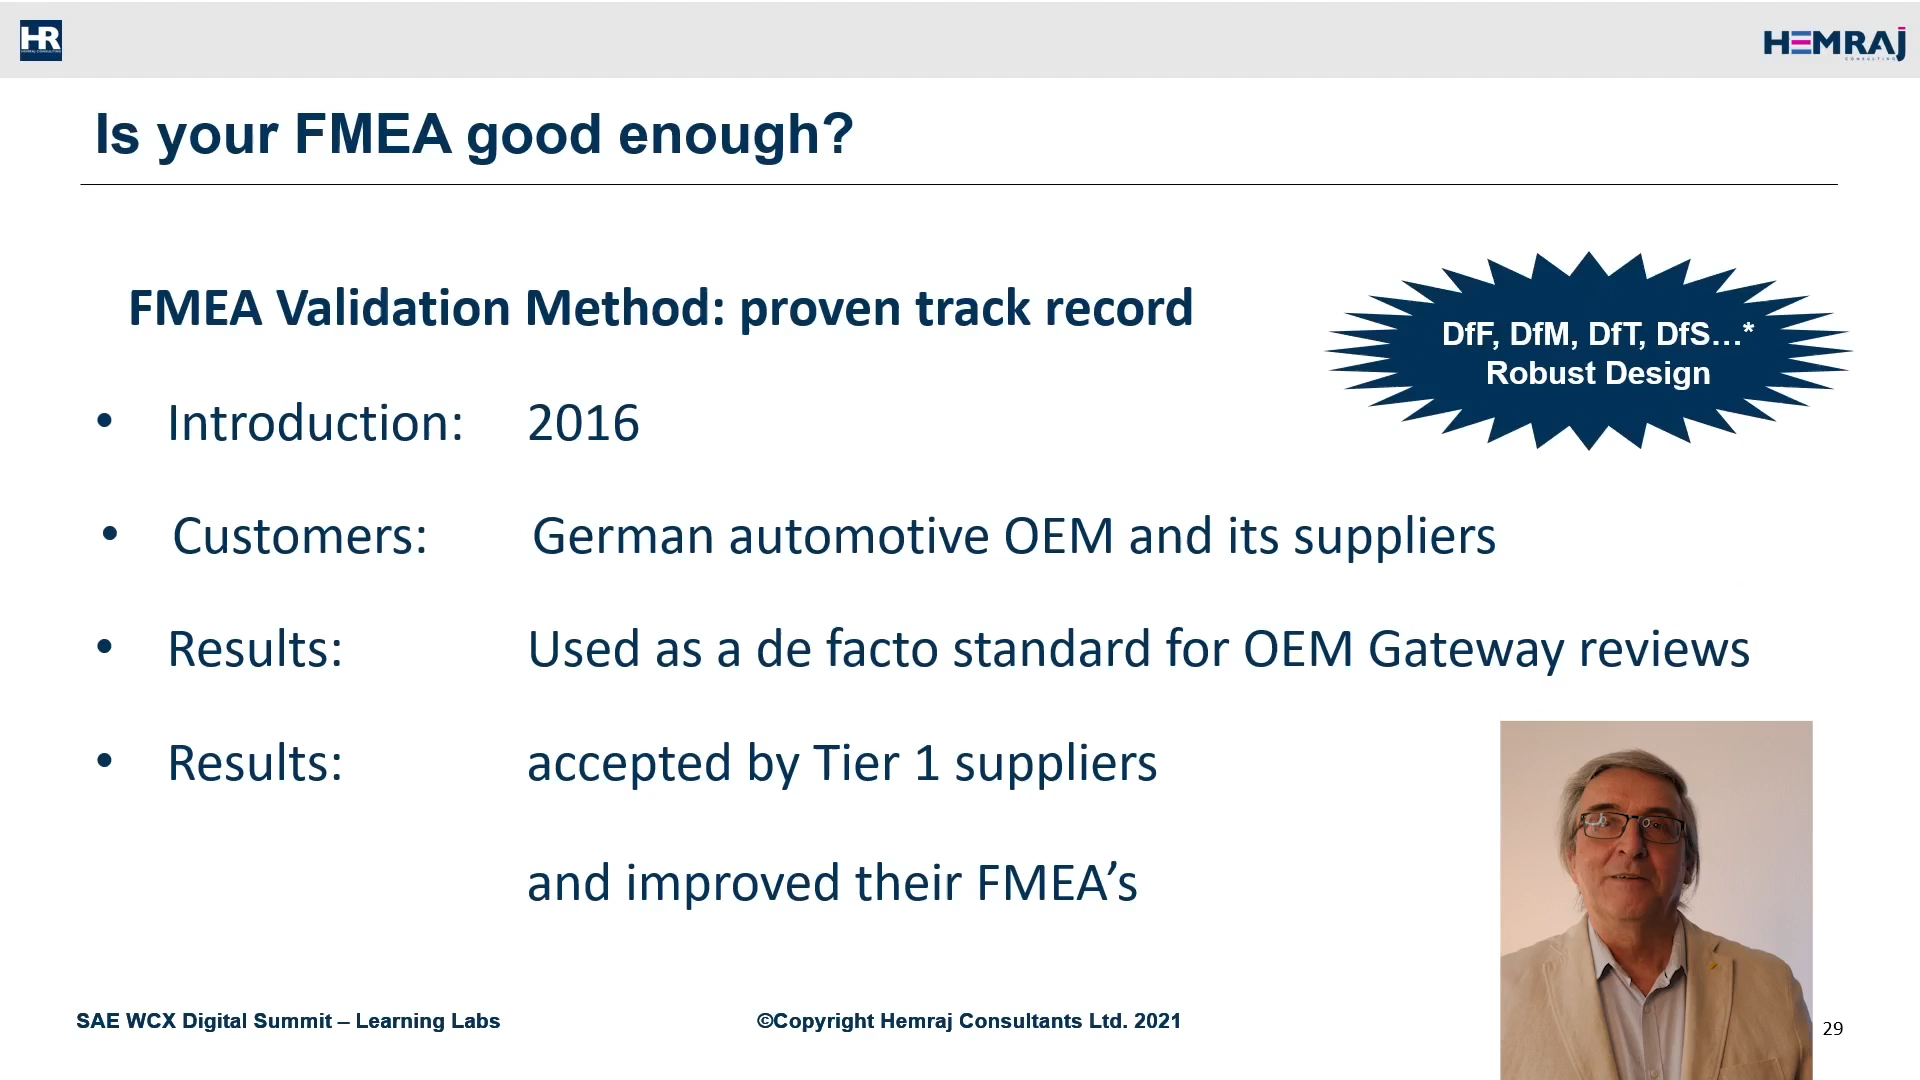 HR
HEMRAJ
CONSULTING
Is your FMEA good enough?
FMEA Validation Method: proven track record
DfF, DfM, DfT, DfS...*
Robust Design
• Introduction: 2016
• Customers: German automotive OEM and its suppliers
• Results: Used as a de facto standard for OEM Gateway reviews
• Results: accepted by Tier 1 suppliers
and improved their FMEA’s
SAE WCX Digital Summit – Learning Labs
©Copyright Hemraj Consultants Ltd. 2021
29